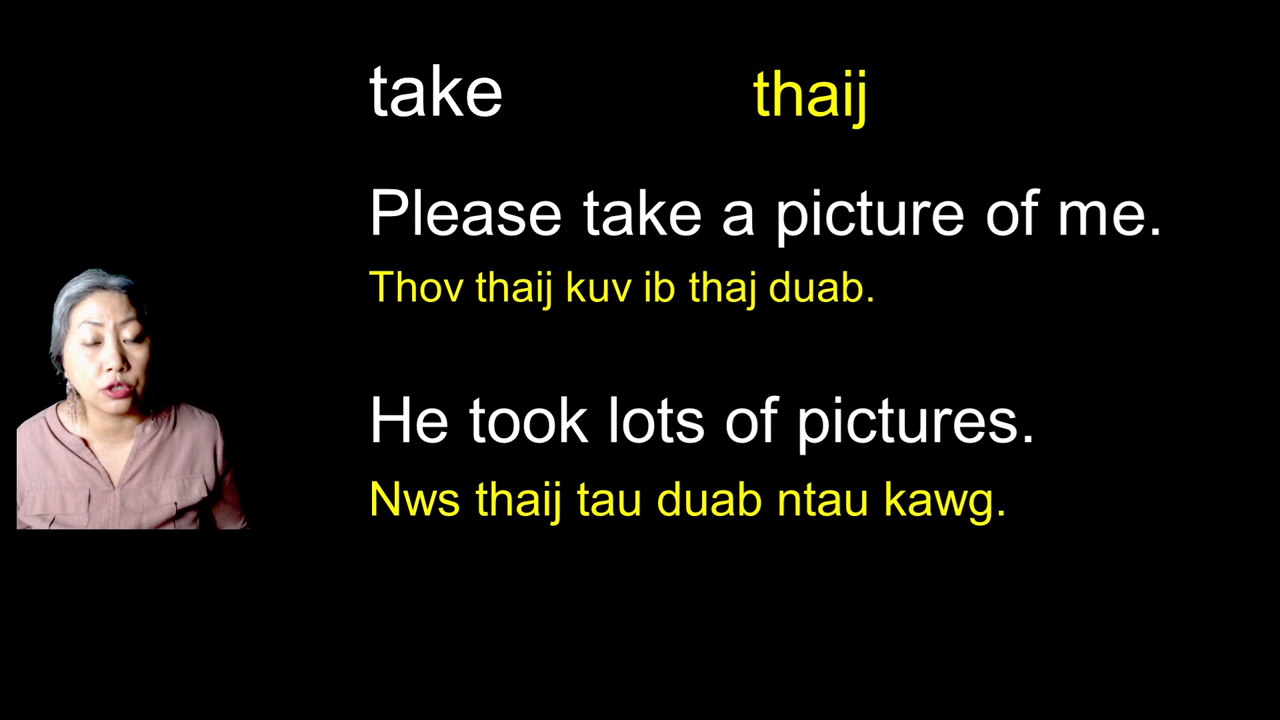 take thaij
Please take a picture of me.
Thov thaij kuv ib thaj duab.
He took lots of pictures.
Nws thaij tau duab ntau kawg.